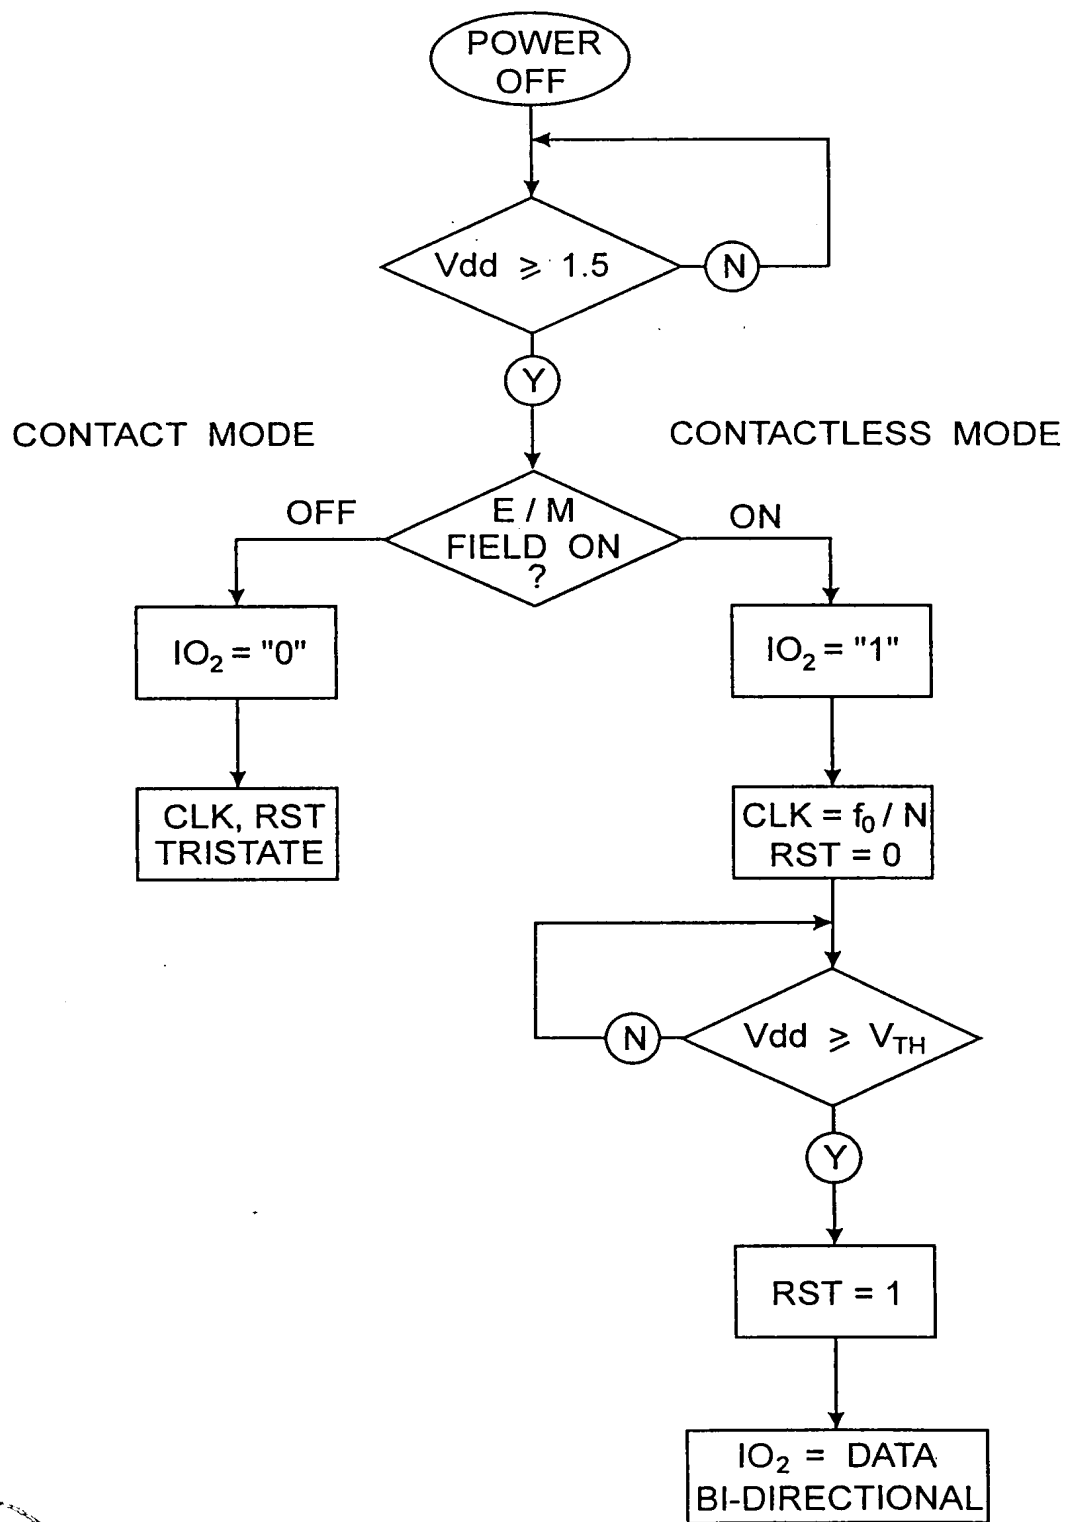 POWER
OFF
Vdd ⩾ 1.5
N
Y
CONTACT MODE
CONTACTLESS MODE
OFF
E / M
FIELD ON
?
ON
IO₂ = "0"
IO₂ = "1"
CLK, RST
TRISTATE
CLK = f₀ / N
RST = 0
N
Vdd ⩾ V_TH
Y
RST = 1
IO₂ = DATA
BI-DIRECTIONAL